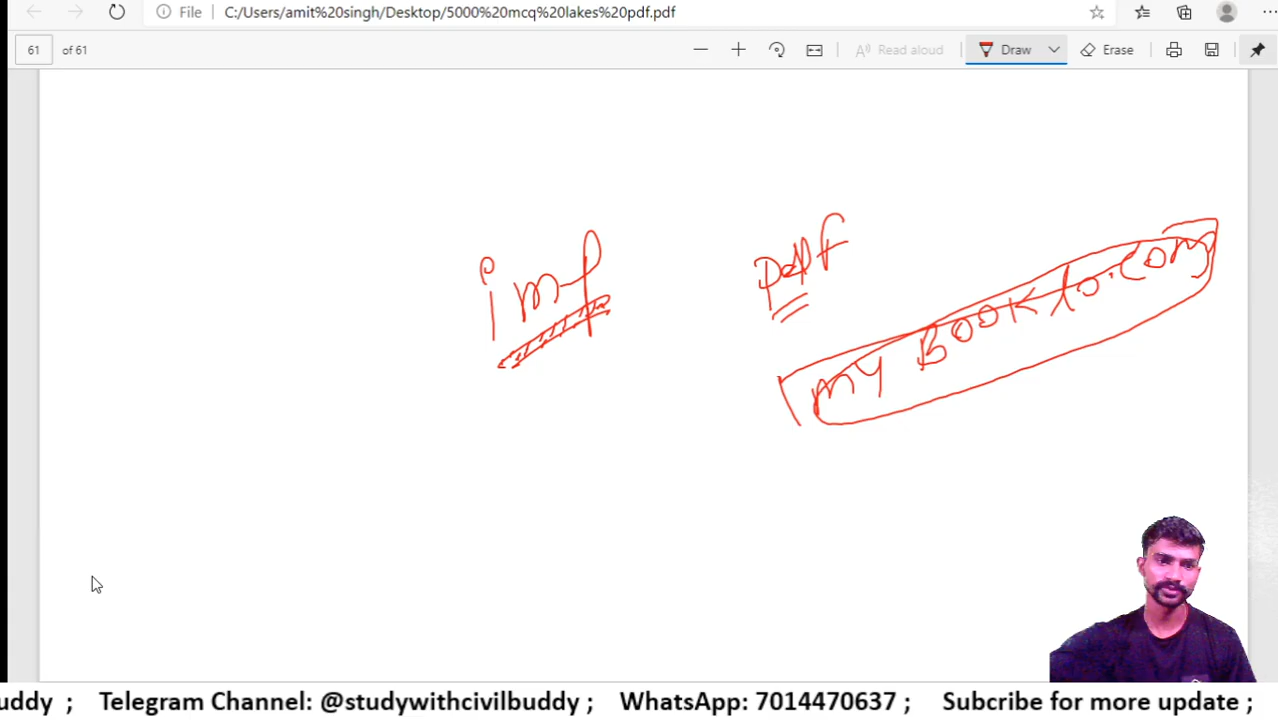 File C:/Users/amit%20singh/Desktop/5000%20mcq%20lakes%20pdf.pdf
61 of 61 Read aloud Draw Erase
imp pdf
my BOOKto.com
uddy ; Telegram Channel: @studywithcivilbuddy ; WhatsApp: 7014470637 ; Subcribe for more update ;